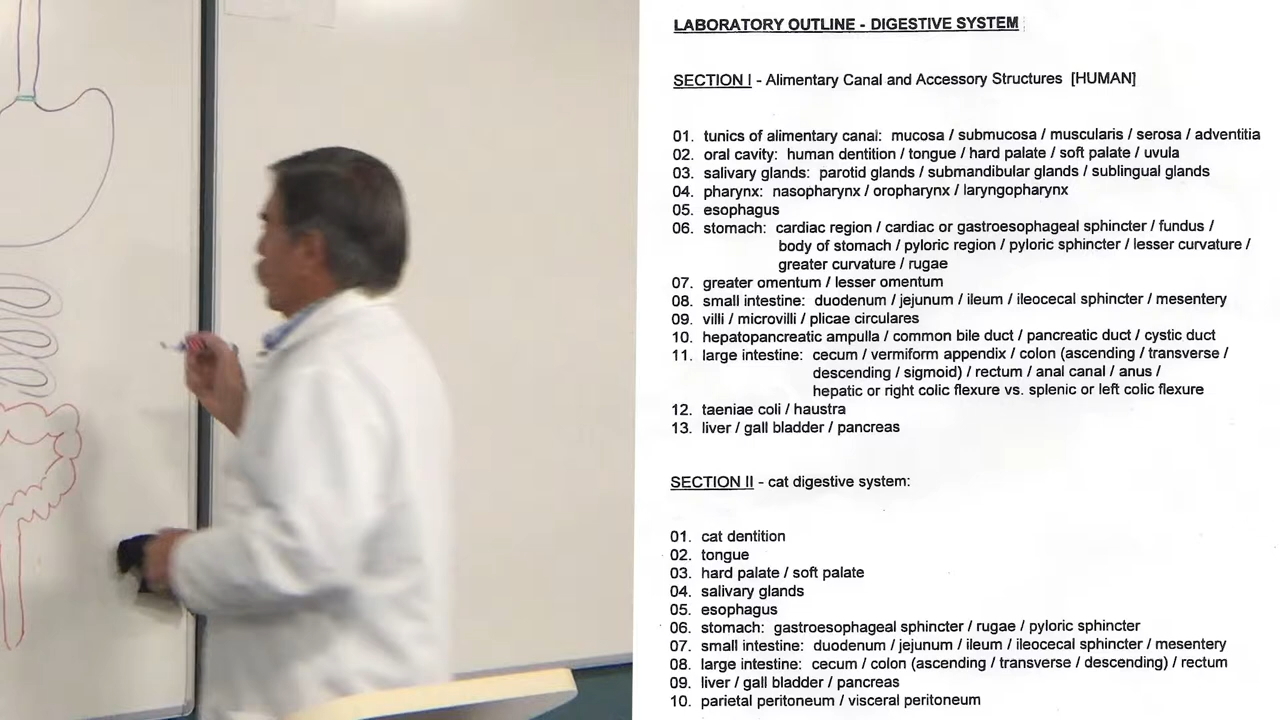 LABORATORY OUTLINE - DIGESTIVE SYSTEM
SECTION I - Alimentary Canal and Accessory Structures [HUMAN]
01. tunics of alimentary canal: mucosa / submucosa / muscularis / serosa / adventitia
02. oral cavity: human dentition / tongue / hard palate / soft palate / uvula
03. salivary glands: parotid glands / submandibular glands / sublingual glands
04. pharynx: nasopharynx / oropharynx / laryngopharynx
05. esophagus
06. stomach: cardiac region / cardiac or gastroesophageal sphincter / fundus /
body of stomach / pyloric region / pyloric sphincter / lesser curvature /
greater curvature / rugae
07. greater omentum / lesser omentum
08. small intestine: duodenum / jejunum / ileum / ileocecal sphincter / mesentery
09. villi / microvilli / plicae circulares
10. hepatopancreatic ampulla / common bile duct / pancreatic duct / cystic duct
11. large intestine: cecum / vermiform appendix / colon (ascending / transverse /
descending / sigmoid) / rectum / anal canal / anus /
hepatic or right colic flexure vs. splenic or left colic flexure
12. taeniae coli / haustra
13. liver / gall bladder / pancreas
SECTION II - cat digestive system:
01. cat dentition
02. tongue
03. hard palate / soft palate
04. salivary glands
05. esophagus
06. stomach: gastroesophageal sphincter / rugae / pyloric sphincter
07. small intestine: duodenum / jejunum / ileum / ileocecal sphincter / mesentery
08. large intestine: cecum / colon (ascending / transverse / descending) / rectum
09. liver / gall bladder / pancreas
10. parietal peritoneum / visceral peritoneum